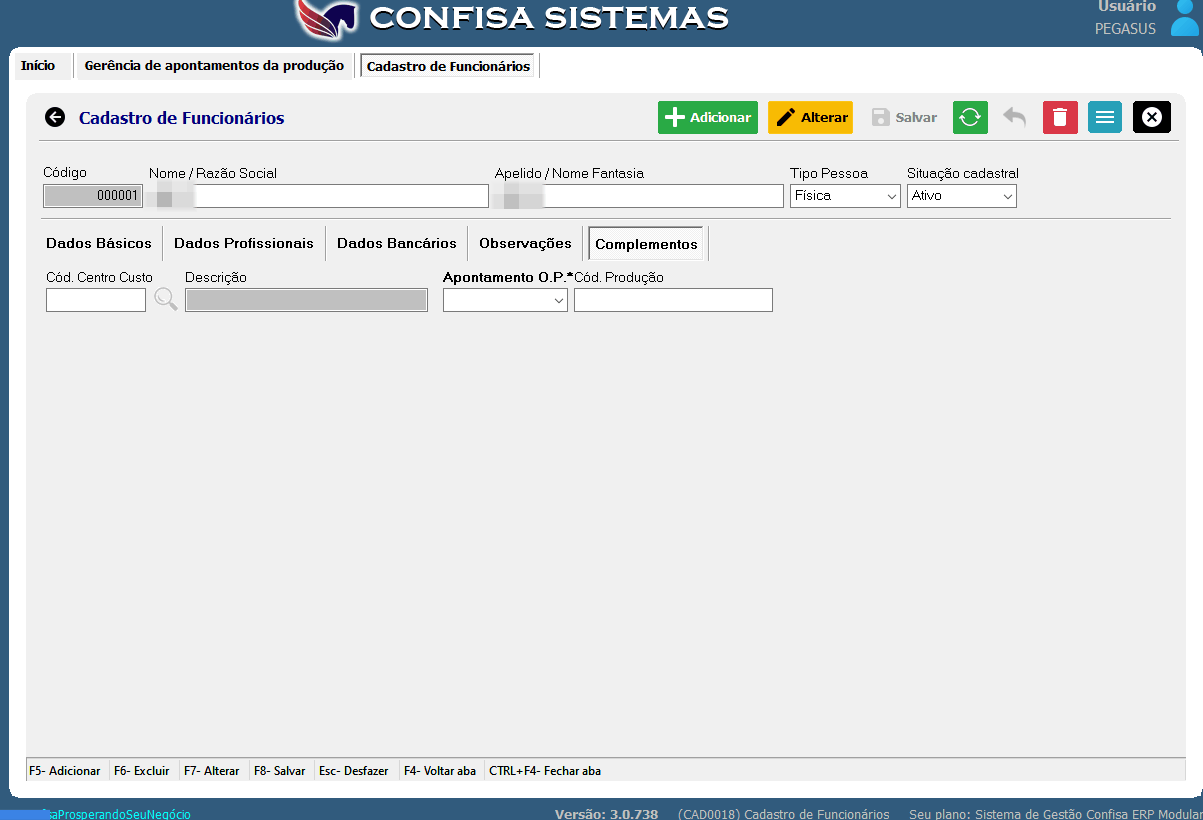 CONFISA SISTEMAS
Usuário
PEGASUS
Início Gerência de apontamentos da produção Cadastro de Funcionários
Cadastro de Funcionários Adicionar Alterar Salvar
Código Nome / Razão Social Apelido / Nome Fantasia Tipo Pessoa Situação cadastral
000001 Física Ativo
Dados Básicos Dados Profissionais Dados Bancários Observações Complementos
Cód. Centro Custo Descrição Apontamento O.P.* Cód. Produção
F5- Adicionar F6- Excluir F7- Alterar F8- Salvar Esc- Desfazer F4- Voltar aba CTRL+F4- Fechar aba
Versão: 3.0.738 (CAD0018) Cadastro de Funcionários Seu plano: Sistema de Gestão Confisa ERP Modular